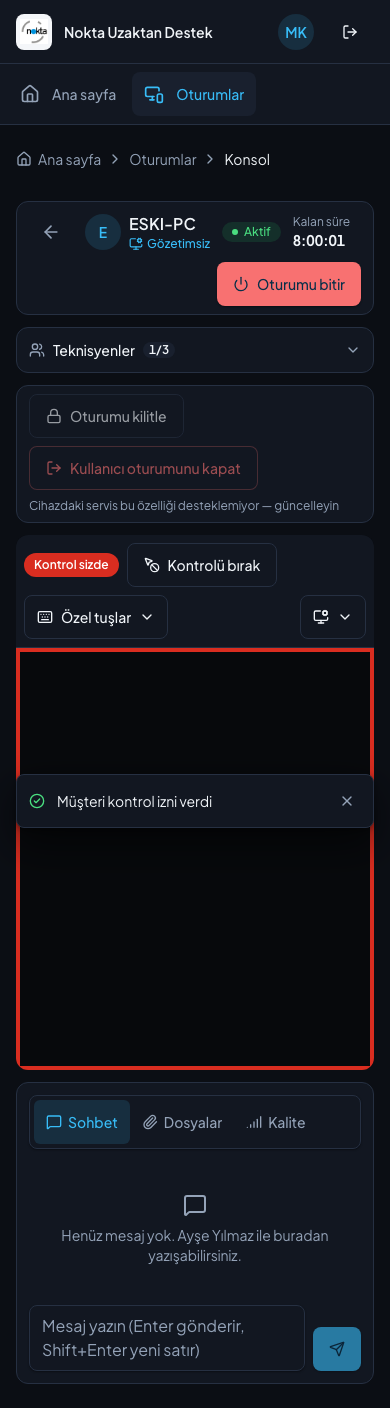 nokta
Nokta Uzaktan Destek
MK
Ana sayfa
Oturumlar
Ana sayfa
Oturumlar
Konsol
E
ESKI-PC
Gözetimsiz
Aktif
Kalan süre
8:00:01
Oturumu bitir
Teknisyenler
1/3
Oturumu kilitle
Kullanıcı oturumunu kapat
Cihazdaki servis bu özelliği desteklemiyor — güncelleyin
Kontrol sizde
Kontrolü bırak
Özel tuşlar
Müşteri kontrol izni verdi
Sohbet
Dosyalar
Kalite
Henüz mesaj yok. Ayşe Yılmaz ile buradan
yazışabilirsiniz.
Mesaj yazın (Enter gönderir,
Shift+Enter yeni satır)